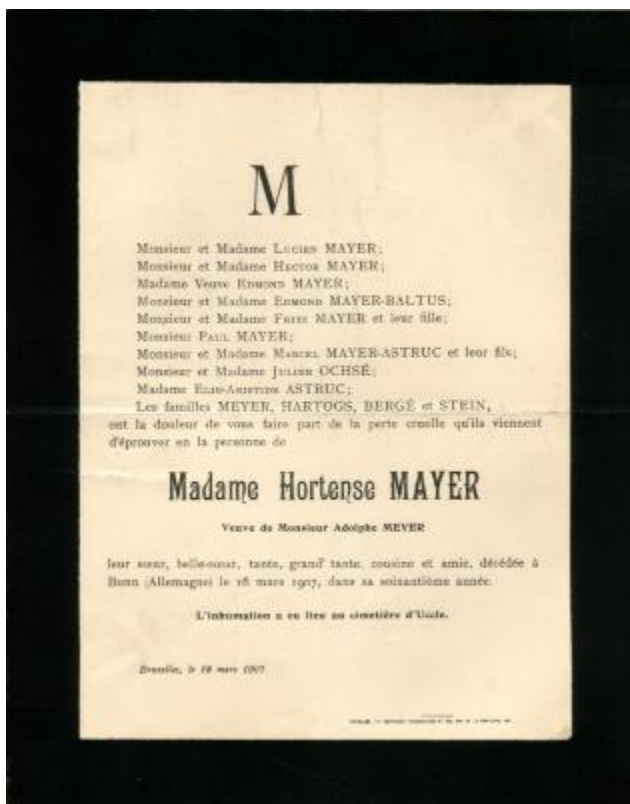 M
Monsieur et Madame LUCIEN MAYER;
Monsieur et Madame HECTOR MAYER;
Madame Veuve EDMOND MAYER;
Monsieur et Madame EDMOND MAYER-BALTUS;
Monsieur et Madame FRITZ MAYER et leur fille;
Monsieur PAUL MAYER;
Monsieur et Madame MARCEL MAYER-ASTRUC et leur fils;
Monsieur et Madame JULIEN OCHSÉ;
Madame ELIE-ARISTIDE ASTRUC;
Les familles MEYER, HARTOGS, BERGÉ et STEIN,
ont la douleur de vous faire part de la perte cruelle qu'ils viennent
d'éprouver en la personne de
Madame Hortense MAYER
Veuve de Monsieur Adolphe MEYER
leur sœur, belle-sœur, tante, grand' tante, cousine et amie, décédée à
Bonn (Allemagne) le 16 mars 1907, dans sa soixantième année.
L'inhumation a eu lieu au cimetière d'Uccle.
Bruxelles, le 18 mars 1907.